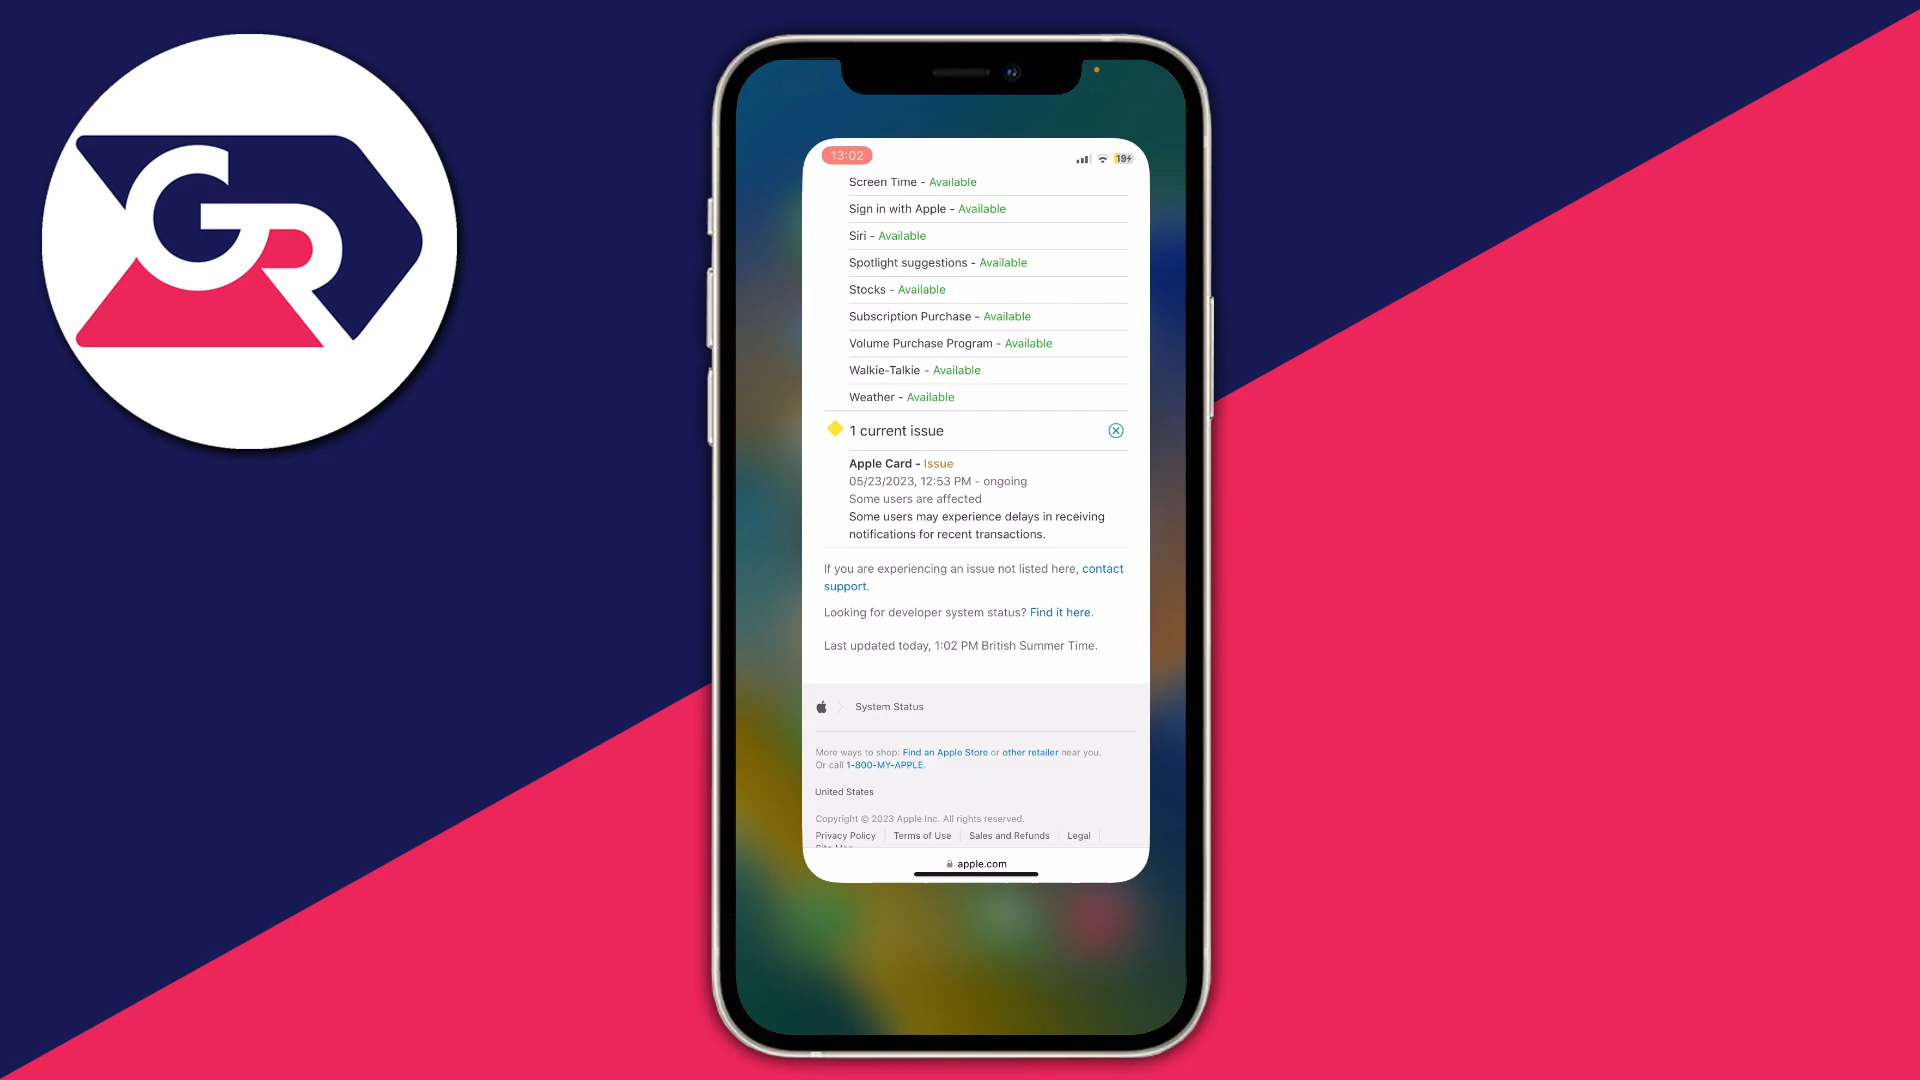 GR
13:02
19
Screen Time - Available
Sign in with Apple - Available
Siri - Available
Spotlight suggestions - Available
Stocks - Available
Subscription Purchase - Available
Volume Purchase Program - Available
Walkie-Talkie - Available
Weather - Available
1 current issue
Apple Card - Issue
05/23/2023, 12:53 PM - ongoing
Some users are affected
Some users may experience delays in receiving
notifications for recent transactions.
If you are experiencing an issue not listed here, contact
support.
Looking for developer system status? Find it here.
Last updated today, 1:02 PM British Summer Time.
System Status
More ways to shop: Find an Apple Store or other retailer near you.
Or call 1-800-MY-APPLE.
United States
Copyright © 2023 Apple Inc. All rights reserved.
Privacy Policy Terms of Use Sales and Refunds Legal
Site Map
apple.com